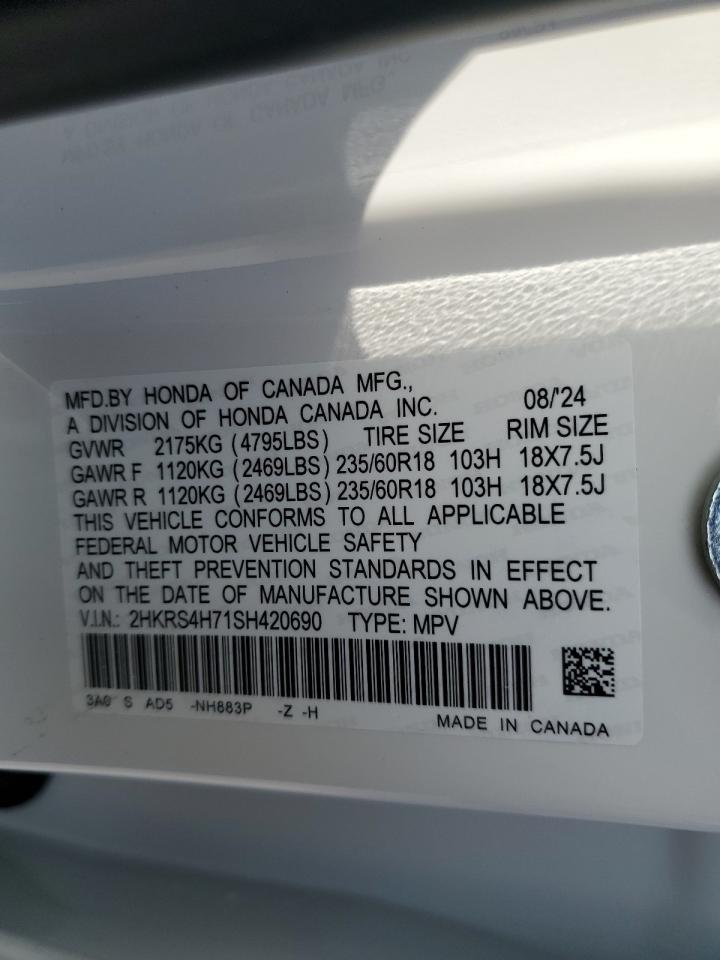 MFD.BY HONDA OF CANADA MFG.,
A DIVISION OF HONDA CANADA INC. 08/'24
GVWR 2175KG (4795LBS) TIRE SIZE RIM SIZE
GAWR F 1120KG (2469LBS) 235/60R18 103H 18X7.5J
GAWR R 1120KG (2469LBS) 235/60R18 103H 18X7.5J
THIS VEHICLE CONFORMS TO ALL APPLICABLE
FEDERAL MOTOR VEHICLE SAFETY
AND THEFT PREVENTION STANDARDS IN EFFECT
ON THE DATE OF MANUFACTURE SHOWN ABOVE.
V.I.N.: 2HKRS4H71SH420690 TYPE: MPV
S AD5 -NH883P -Z -H
MADE IN CANADA